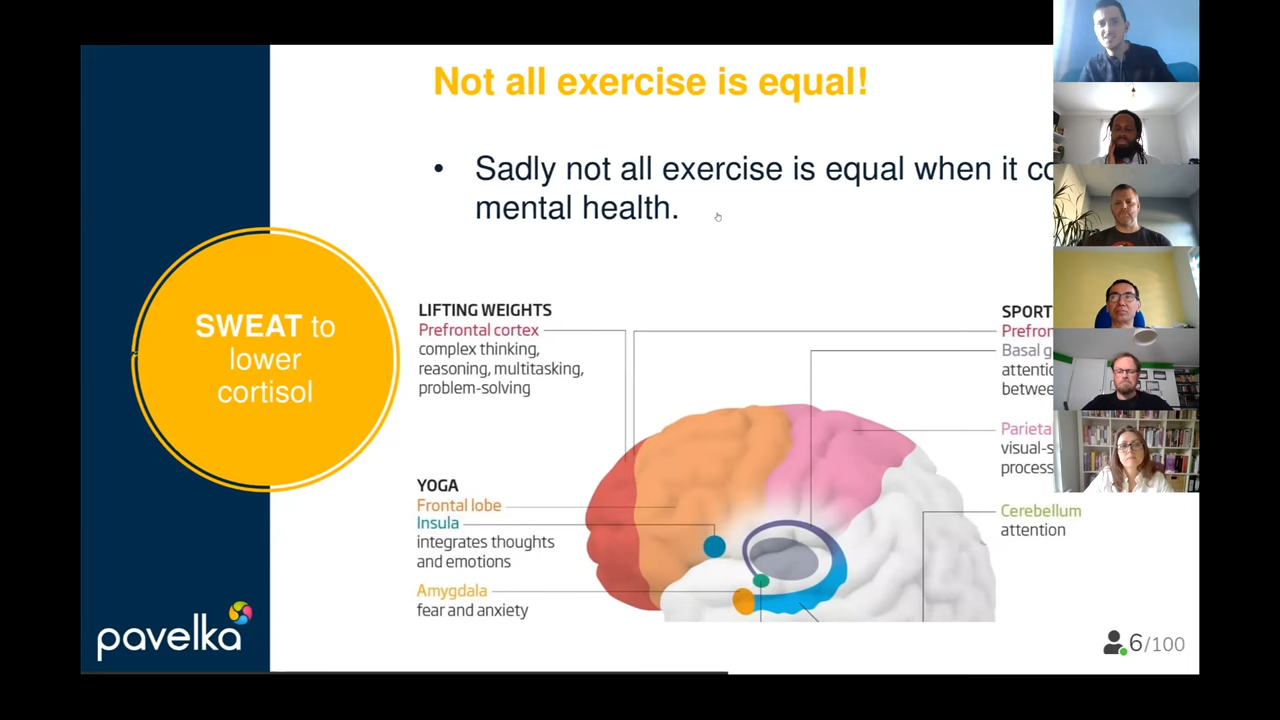 Not all exercise is equal!
• Sadly not all exercise is equal when it
mental health.
SWEAT to
lower
cortisol
LIFTING WEIGHTS
Prefrontal cortex
complex thinking,
reasoning, multitasking,
problem-solving
YOGA
Frontal lobe
Insula
integrates thoughts
and emotions
Amygdala
fear and anxiety
SPORT
Basal
Cerebellum
attention
pavelka
6/100